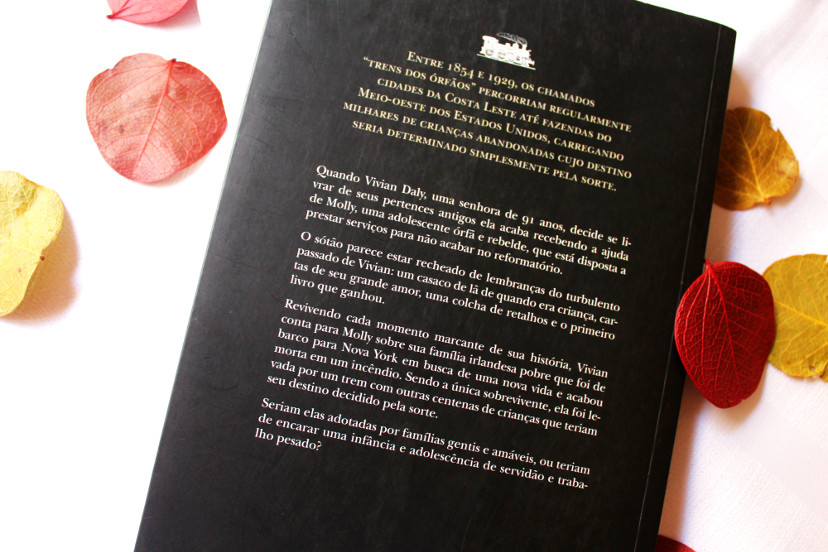 ENTRE 1854 E 1929, OS CHAMADOS
"TRENS DOS ÓRFÃOS" PERCORRIAM REGULARMENTE
CIDADES DA COSTA LESTE ATÉ FAZENDAS DO
MEIO-OESTE DOS ESTADOS UNIDOS, CARREGANDO
MILHARES DE CRIANÇAS ABANDONADAS CUJO DESTINO
SERIA DETERMINADO SIMPLESMENTE PELA SORTE.
Quando Vivian Daly, uma senhora de 91 anos, decide se li-
vrar de seus pertences antigos ela acaba recebendo a ajuda
de Molly, uma adolescente órfã e rebelde, que está disposta a
prestar serviços para não acabar no reformatório.
O sótão parece estar recheado de lembranças do turbulento
passado de Vivian: um casaco de lã de quando era criança, car-
tas de seu grande amor, uma colcha de retalhos e o primeiro
livro que ganhou.
Revivendo cada momento marcante de sua história, Vivian
conta para Molly sobre sua família irlandesa pobre que foi de
barco para Nova York em busca de uma nova vida e acabou
morta em um incêndio. Sendo a única sobrevivente, ela foi le-
vada por um trem com outras centenas de crianças que teriam
seu destino decidido pela sorte.
Seriam elas adotadas por famílias gentis e amáveis, ou teriam
de encarar uma infância e adolescência de servidão e traba-
lho pesado?